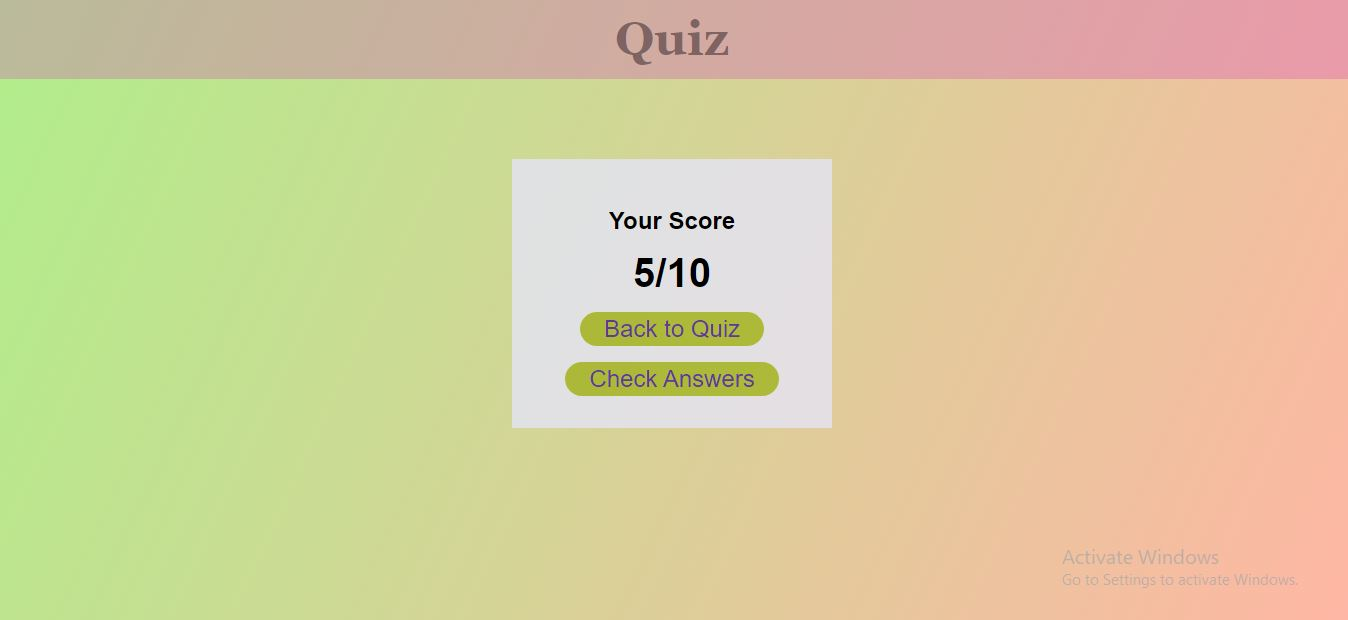 Quiz
Your Score
5/10
Back to Quiz
Check Answers
Activate Windows
Go to Settings to activate Windows.